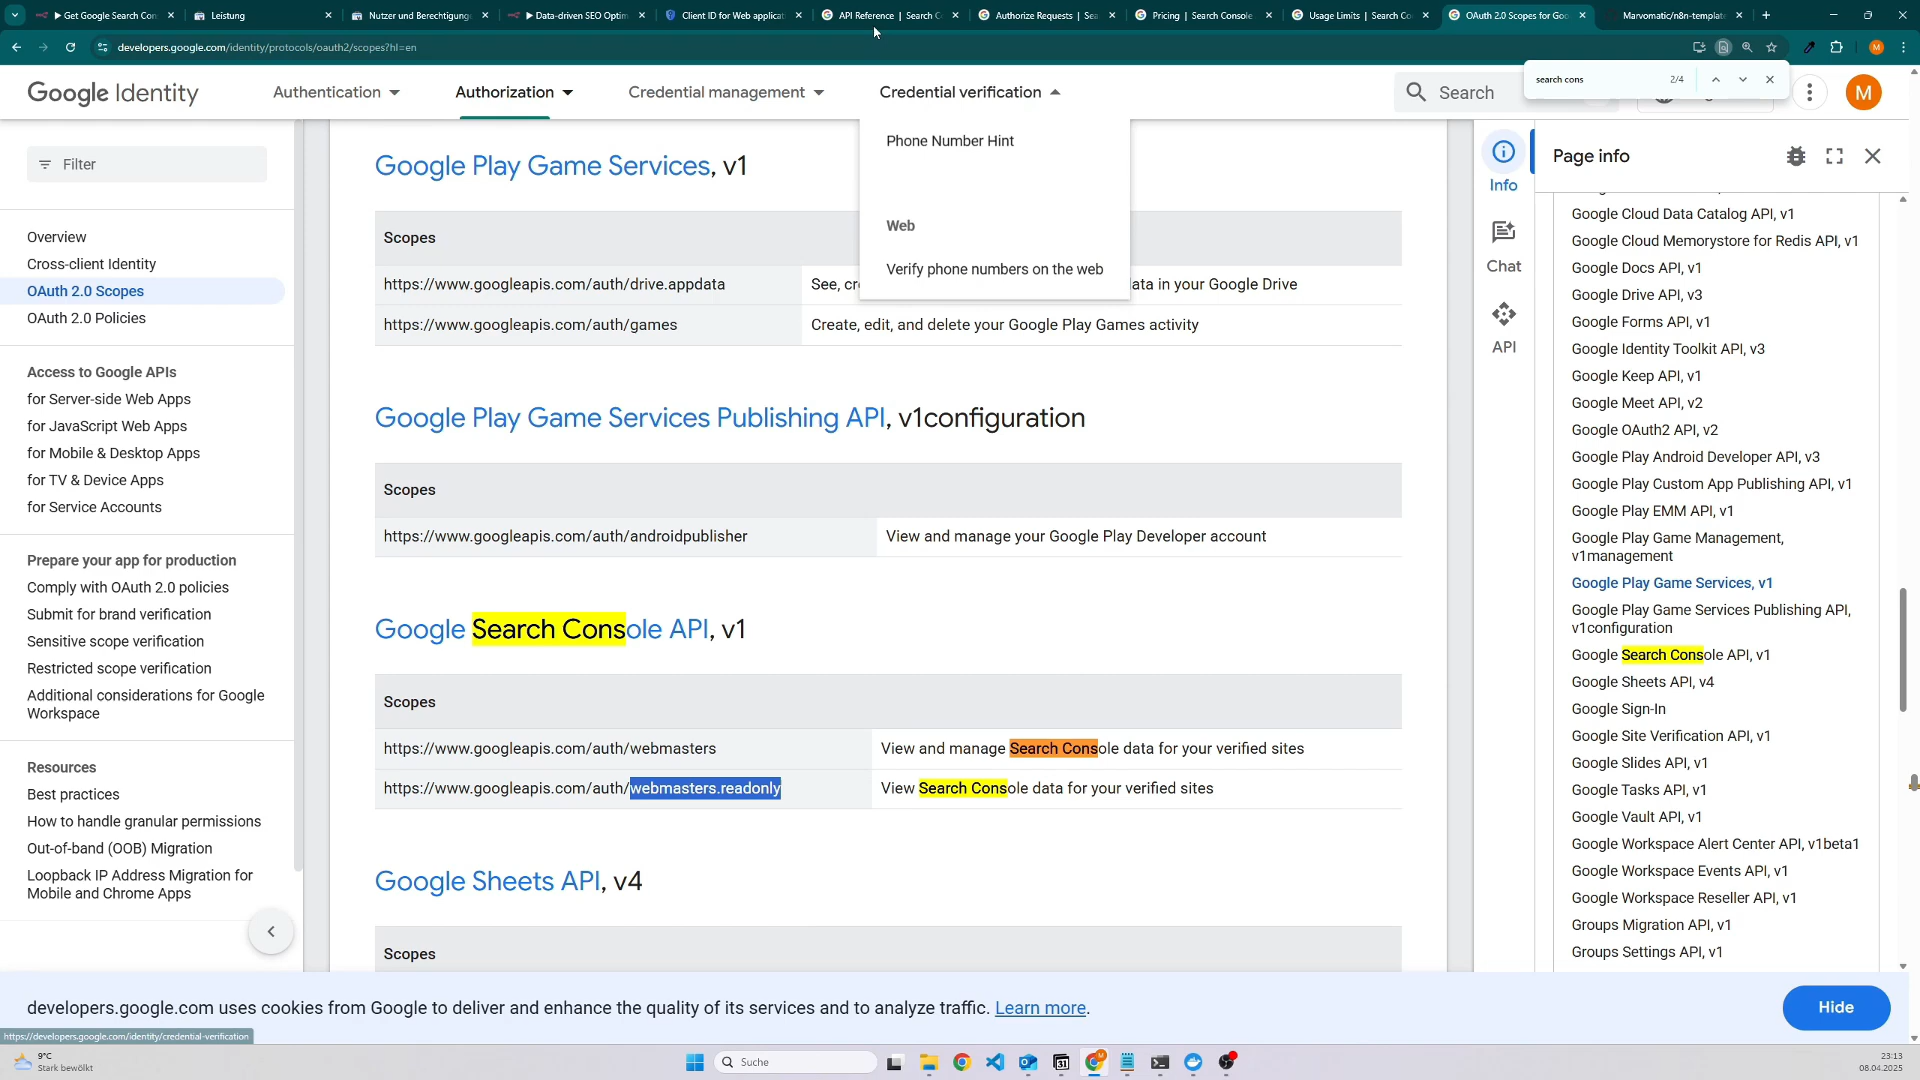 Get Google Search Con
Leistung
Nutzer und Berechtigung
Data-driven SEO Optim
Client ID for Web applicat
API Reference | Search C
Authorize Requests | Sea
Pricing | Search Console
Usage Limits | Search Co
OAuth 2.0 Scopes for Goo
Marvomatic/n8n-templat
developers.google.com/identity/protocols/oauth2/scopes?hl=en
search cons
2/4
Google Identity
Authentication
Authorization
Credential management
Credential verification
Search
M
Phone Number Hint
Web
Verify phone numbers on the web
Filter
Overview
Cross-client Identity
OAuth 2.0 Scopes
OAuth 2.0 Policies
Access to Google APIs
for Server-side Web Apps
for JavaScript Web Apps
for Mobile & Desktop Apps
for TV & Device Apps
for Service Accounts
Prepare your app for production
Comply with OAuth 2.0 policies
Submit for brand verification
Sensitive scope verification
Restricted scope verification
Additional considerations for Google
Workspace
Resources
Best practices
How to handle granular permissions
Out-of-band (OOB) Migration
Loopback IP Address Migration for
Mobile and Chrome Apps
Google Play Game Services, v1
Scopes
https://www.googleapis.com/auth/drive.appdata
See, cr
ata in your Google Drive
https://www.googleapis.com/auth/games
Create, edit, and delete your Google Play Games activity
Google Play Game Services Publishing API, v1configuration
Scopes
https://www.googleapis.com/auth/androidpublisher
View and manage your Google Play Developer account
Google Search Console API, v1
Scopes
https://www.googleapis.com/auth/webmasters
View and manage Search Console data for your verified sites
https://www.googleapis.com/auth/webmasters.readonly
View Search Console data for your verified sites
Google Sheets API, v4
Scopes
Info
Chat
API
Page info
Google Cloud Data Catalog API, v1
Google Cloud Memorystore for Redis API, v1
Google Docs API, v1
Google Drive API, v3
Google Forms API, v1
Google Identity Toolkit API, v3
Google Keep API, v1
Google Meet API, v2
Google OAuth2 API, v2
Google Play Android Developer API, v3
Google Play Custom App Publishing API, v1
Google Play EMM API, v1
Google Play Game Management,
v1management
Google Play Game Services, v1
Google Play Game Services Publishing API,
v1configuration
Google Search Console API, v1
Google Sheets API, v4
Google Sign-In
Google Site Verification API, v1
Google Slides API, v1
Google Tasks API, v1
Google Vault API, v1
Google Workspace Alert Center API, v1beta1
Google Workspace Events API, v1
Google Workspace Reseller API, v1
Groups Migration API, v1
Groups Settings API, v1
developers.google.com uses cookies from Google to deliver and enhance the quality of its services and to analyze traffic. Learn more.
Hide
https://developers.google.com/identity/credential-verification
9°C
Stark bewölkt
Suche
23:13
08.04.2025